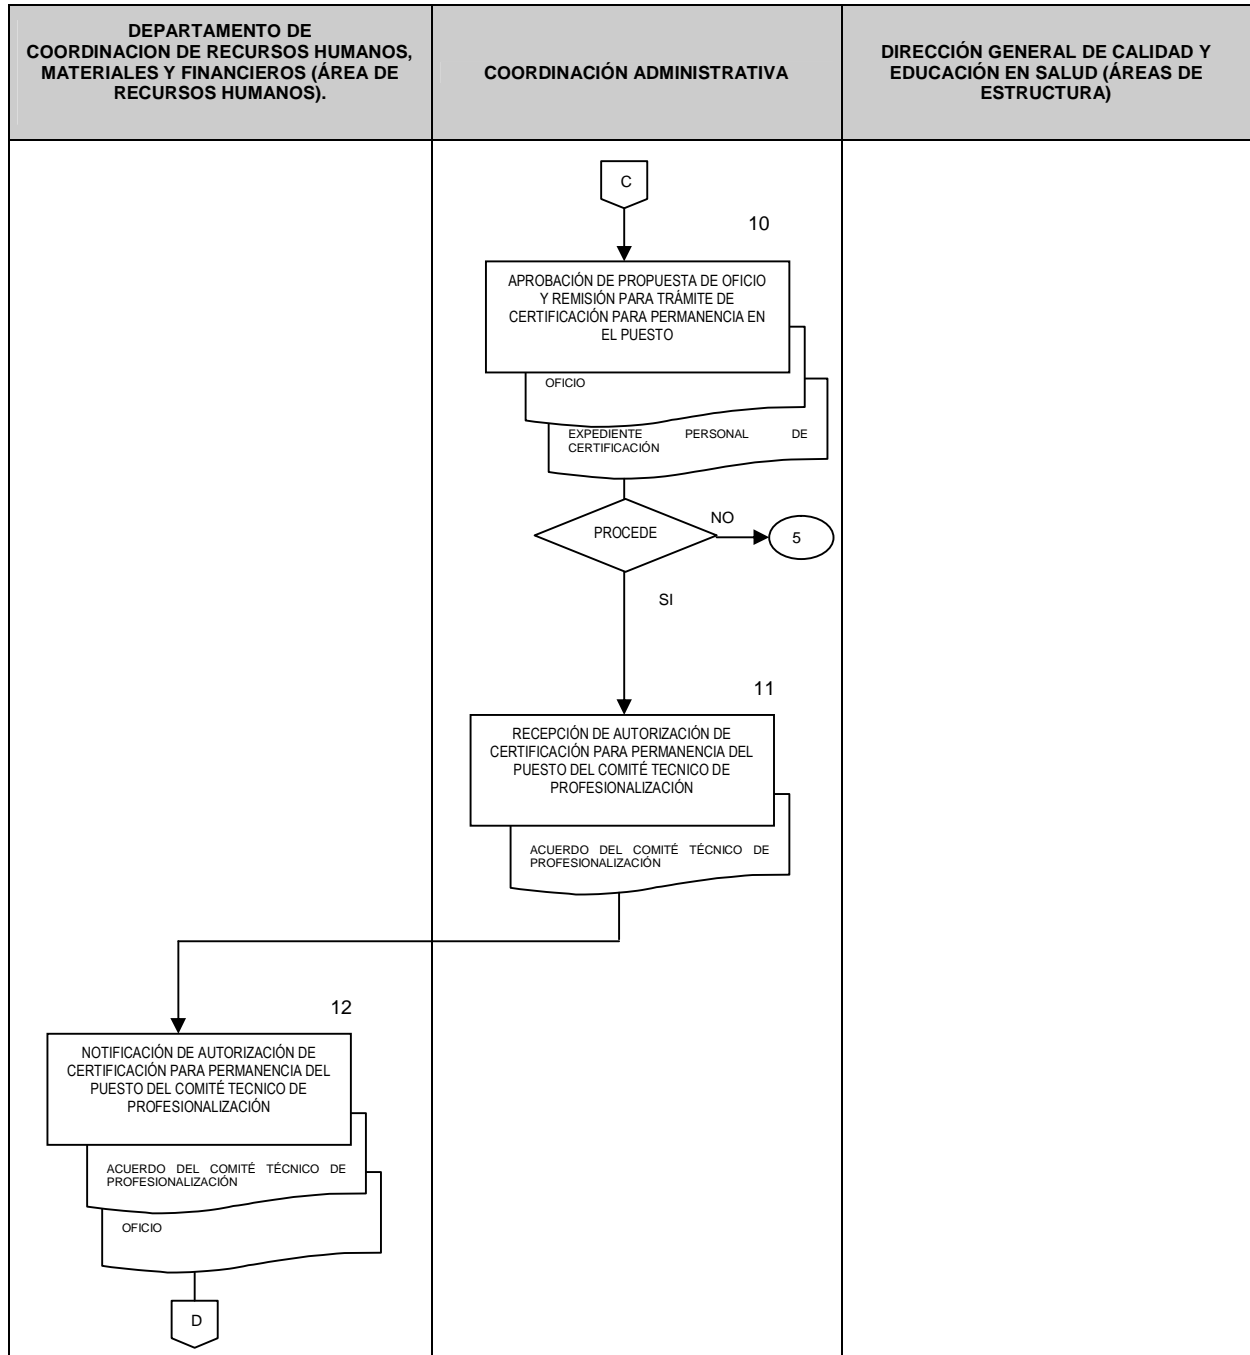 DEPARTAMENTO DE
COORDINACION DE RECURSOS HUMANOS,
MATERIALES Y FINANCIEROS (ÁREA DE
RECURSOS HUMANOS).
COORDINACIÓN ADMINISTRATIVA
DIRECCIÓN GENERAL DE CALIDAD Y
EDUCACIÓN EN SALUD (ÁREAS DE
ESTRUCTURA)
C
10
APROBACIÓN DE PROPUESTA DE OFICIO
Y REMISIÓN PARA TRÁMITE DE
CERTIFICACIÓN PARA PERMANENCIA EN
EL PUESTO
OFICIO
EXPEDIENTE PERSONAL DE
CERTIFICACIÓN
PROCEDE
NO
5
SI
11
RECEPCIÓN DE AUTORIZACIÓN DE
CERTIFICACIÓN PARA PERMANENCIA DEL
PUESTO DEL COMITÉ TECNICO DE
PROFESIONALIZACIÓN
ACUERDO DEL COMITÉ TÉCNICO DE
PROFESIONALIZACIÓN
12
NOTIFICACIÓN DE AUTORIZACIÓN DE
CERTIFICACIÓN PARA PERMANENCIA DEL
PUESTO DEL COMITÉ TECNICO DE
PROFESIONALIZACIÓN
ACUERDO DEL COMITÉ TÉCNICO DE
PROFESIONALIZACIÓN
OFICIO
D